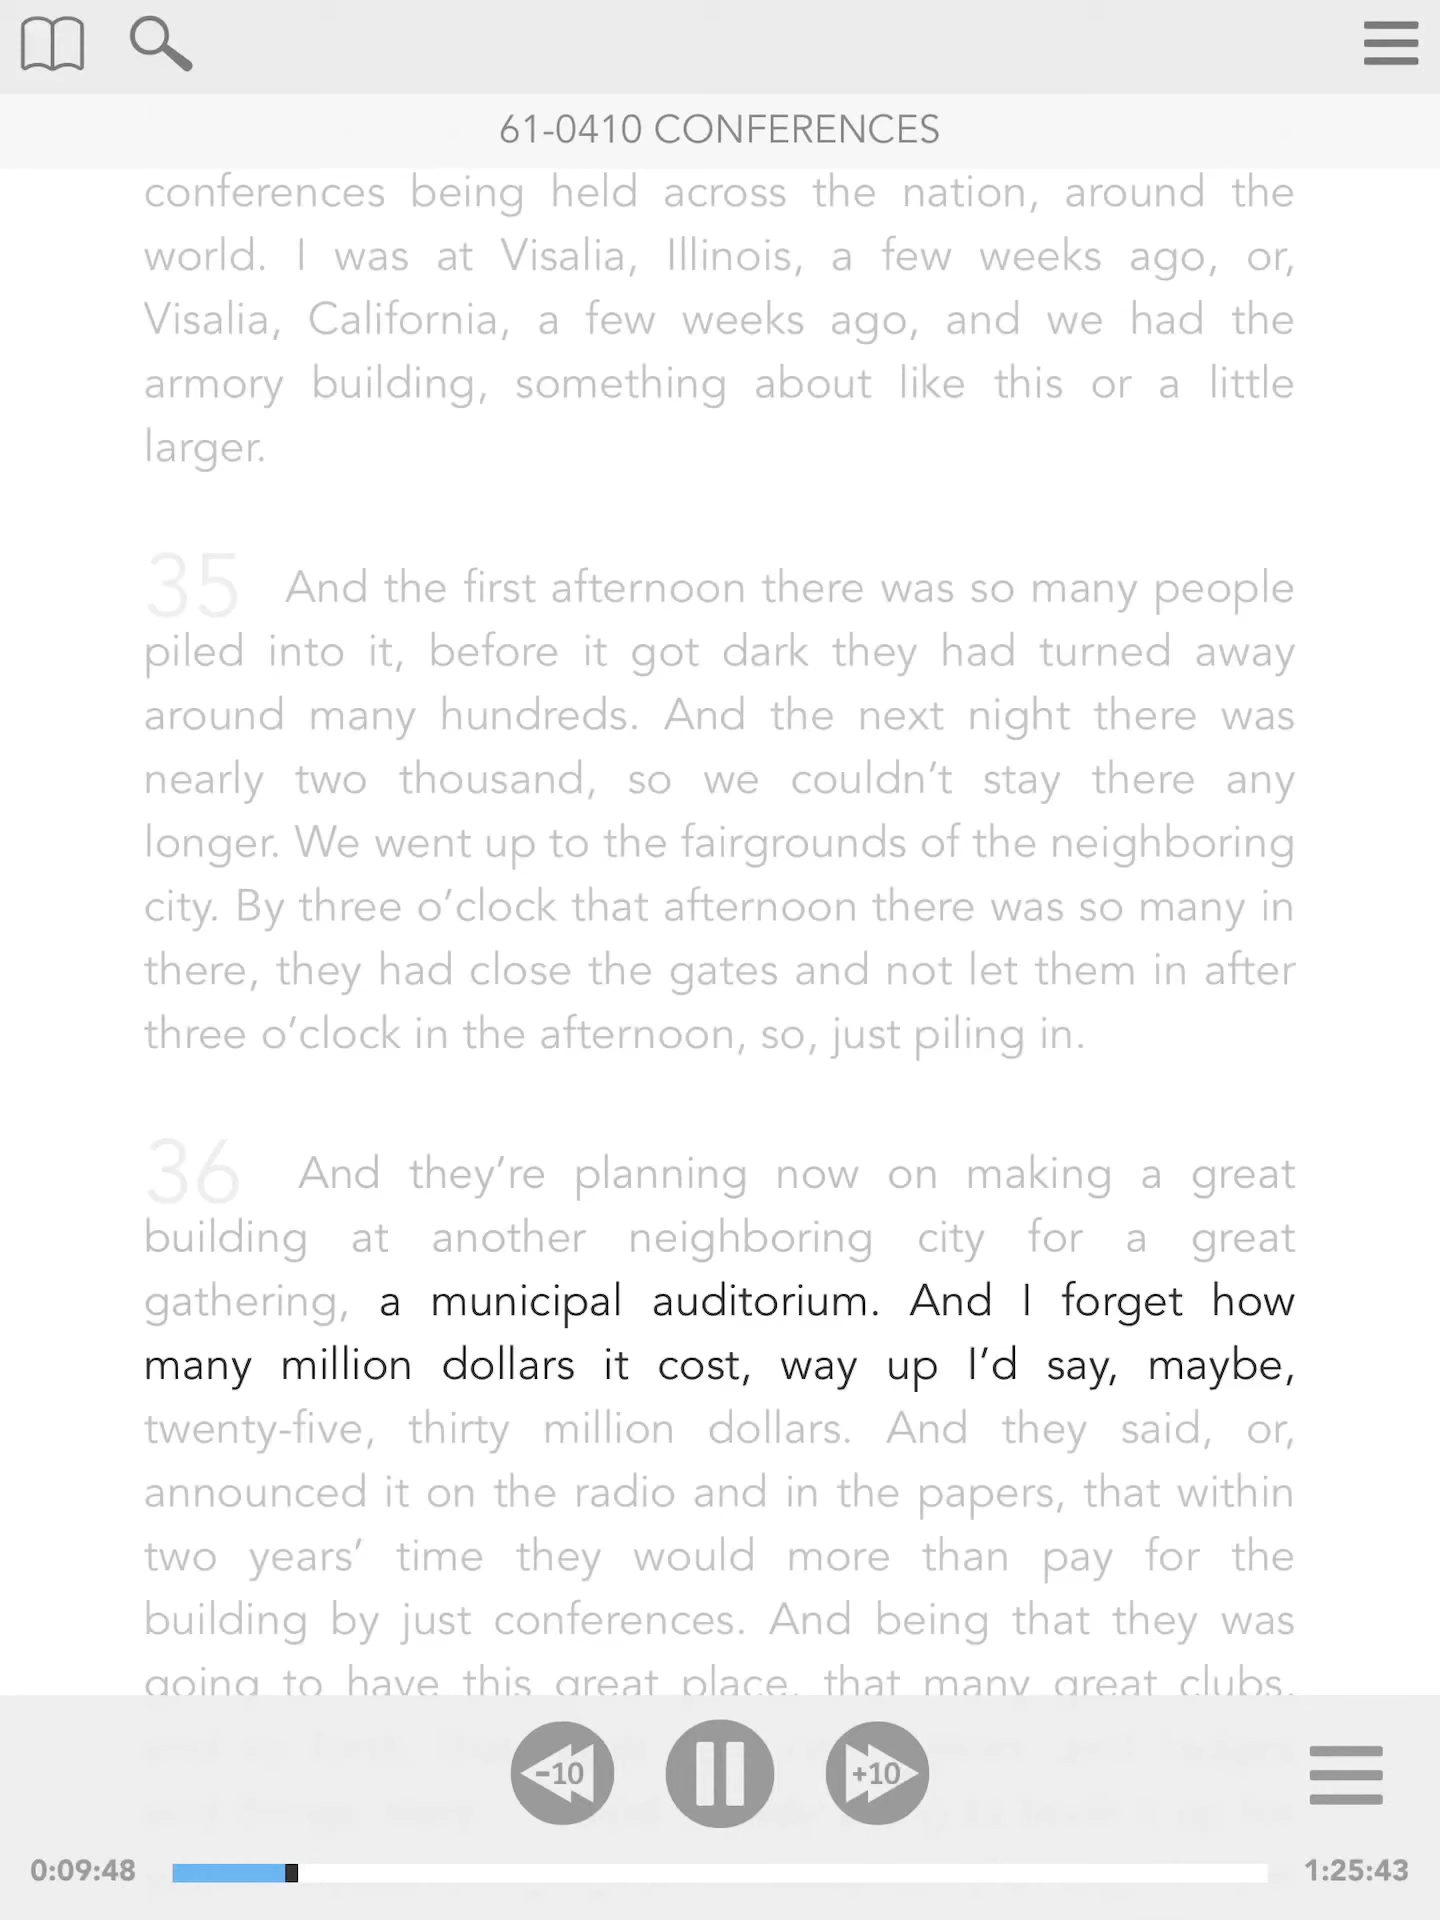 61-0410 CONFERENCES
conferences being held across the nation, around the
world. I was at Visalia, Illinois, a few weeks ago, or,
Visalia, California, a few weeks ago, and we had the
armory building, something about like this or a little
larger.
35 And the first afternoon there was so many people
piled into it, before it got dark they had turned away
around many hundreds. And the next night there was
nearly two thousand, so we couldn’t stay there any
longer. We went up to the fairgrounds of the neighboring
city. By three o’clock that afternoon there was so many in
there, they had close the gates and not let them in after
three o’clock in the afternoon, so, just piling in.
36 And they’re planning now on making a great
building at another neighboring city for a great
gathering, a municipal auditorium. And I forget how
many million dollars it cost, way up I’d say, maybe,
twenty-five, thirty million dollars. And they said, or,
announced it on the radio and in the papers, that within
two years’ time they would more than pay for the
building by just conferences. And being that they was
going to have this great place, that many great clubs,
-10 +10
0:09:48 1:25:43